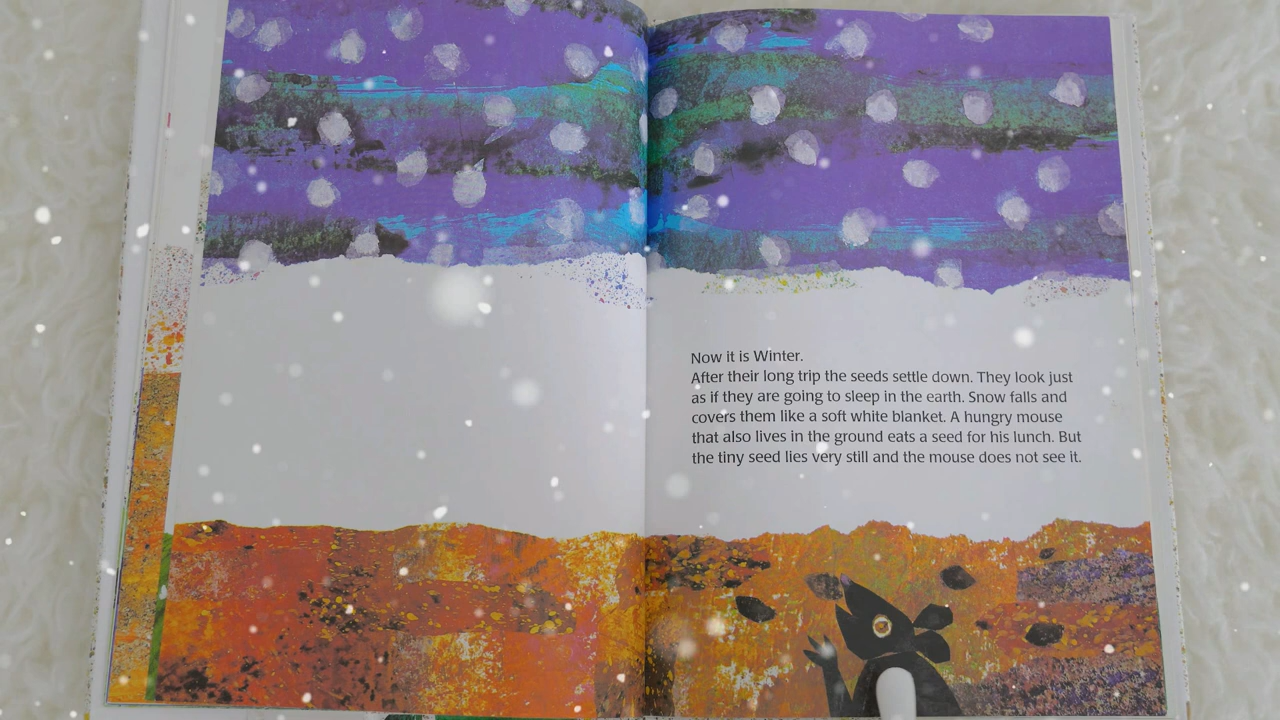 Now it is Winter.
After their long trip the seeds settle down. They look just
as if they are going to sleep in the earth. Snow falls and
covers them like a soft white blanket. A hungry mouse
that also lives in the ground eats a seed for his lunch. But
the tiny seed lies very still and the mouse does not see it.